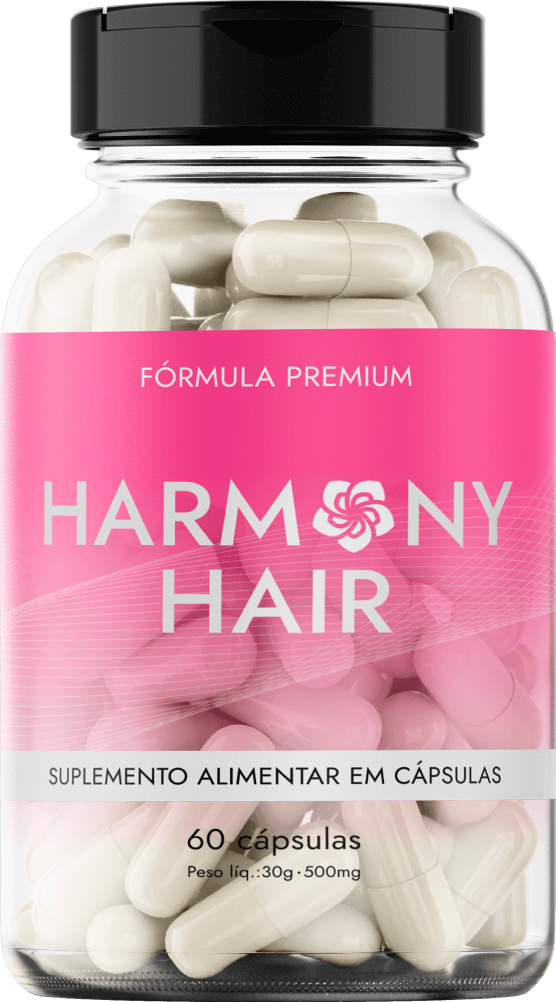 FÓRMULA PREMIUM
HARMONY
HAIR
SUPLEMENTO ALIMENTAR EM CÁPSULAS
60 cápsulas
Peso líq.:30g·500mg